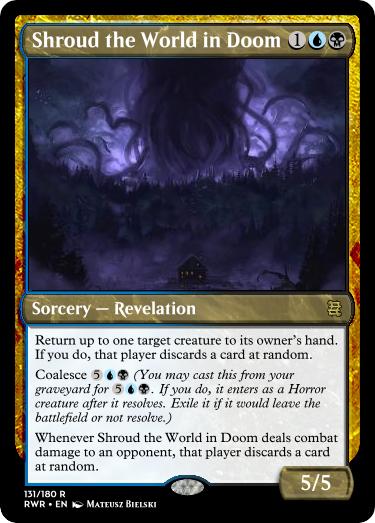 Shroud the World in Doom 1
Sorcery — Revelation
Return up to one target creature to its owner's hand.
If you do, that player discards a card at random.
Coalesce 5 (You may cast this from your
graveyard for 5. If you do, it enters as a Horror
creature after it resolves. Exile it if it would leave the
battlefield or not resolve.)
Whenever Shroud the World in Doom deals combat
damage to an opponent, that player discards a card
at random.
5/5
131/180 R
RWR • EN Mateusz Bielski